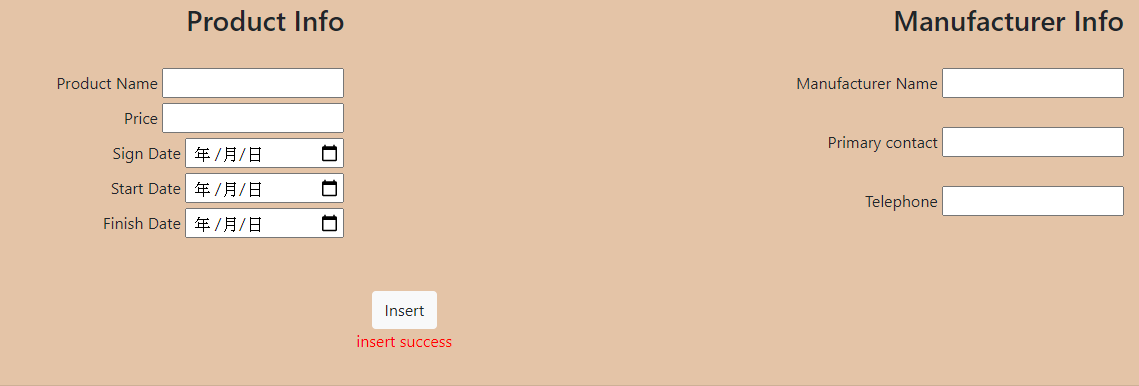 Product Info
Product Name
Price
Sign Date 年 /月/日
Start Date 年 /月/日
Finish Date 年 /月/日
Manufacturer Info
Manufacturer Name
Primary contact
Telephone
Insert
insert success